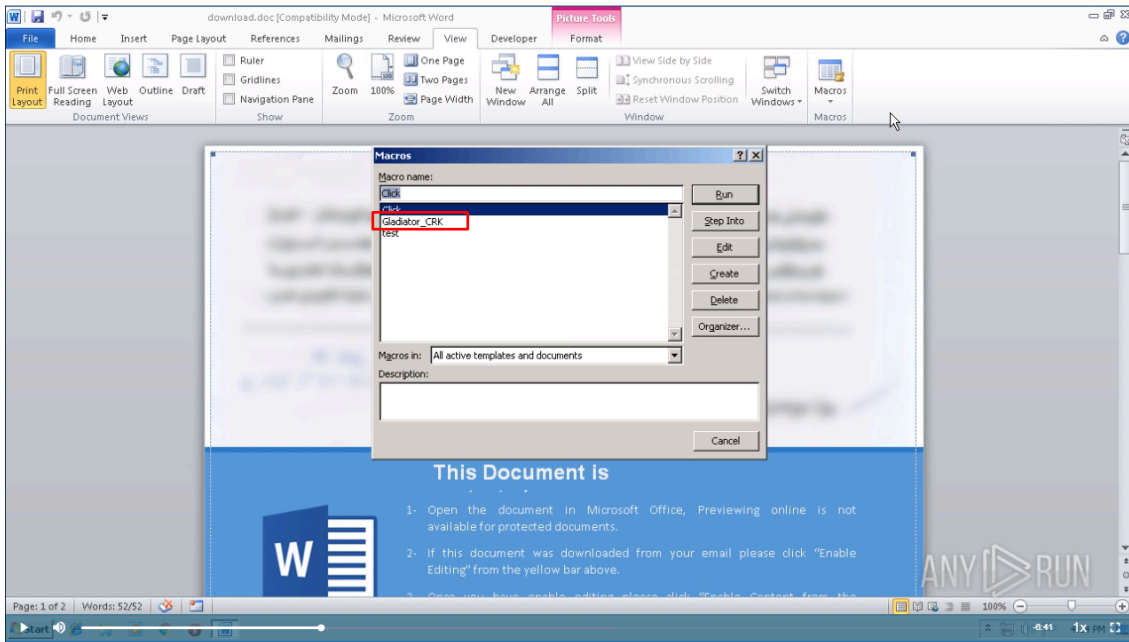 download.doc [Compatibility Mode] - Microsoft Word
Picture Tools
File Home Insert Page Layout References Mailings Review View Developer Format
Print Layout
Full Screen Reading
Web Layout
Outline
Draft
Document Views
Ruler
Gridlines
Navigation Pane
Show
Zoom
100%
One Page
Two Pages
Page Width
Zoom
New Window
Arrange All
Split
View Side by Side
Synchronous Scrolling
Reset Window Position
Window
Switch Windows
Macros
Macros
Macros
Macro name:
Click
Click
Gladiator_CRK
test
Run
Step Into
Edit
Create
Delete
Organizer...
Macros in: All active templates and documents
Description:
Cancel
This Document is
1- Open the document in Microsoft Office, Previewing online is not
available for protected documents.
2- If this document was downloaded from your email please click "Enable
Editing" from the yellow bar above.
ANY RUN
Page: 1 of 2 Words: 52/52 100%
Start -0:41 1x PM